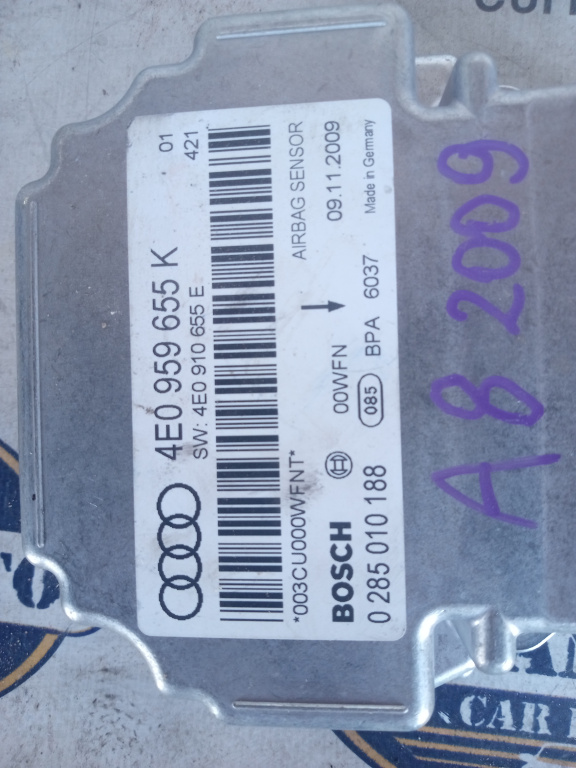 4E0 959 655 K
01
SW: 4E0 910 655 E
421
*003CU000WFNT*
AIRBAG SENSOR
BOSCH
00WFN
09.11.2009
0 285 010 188
085
BPA 6037
Made in Germany
A8 2009
CAR